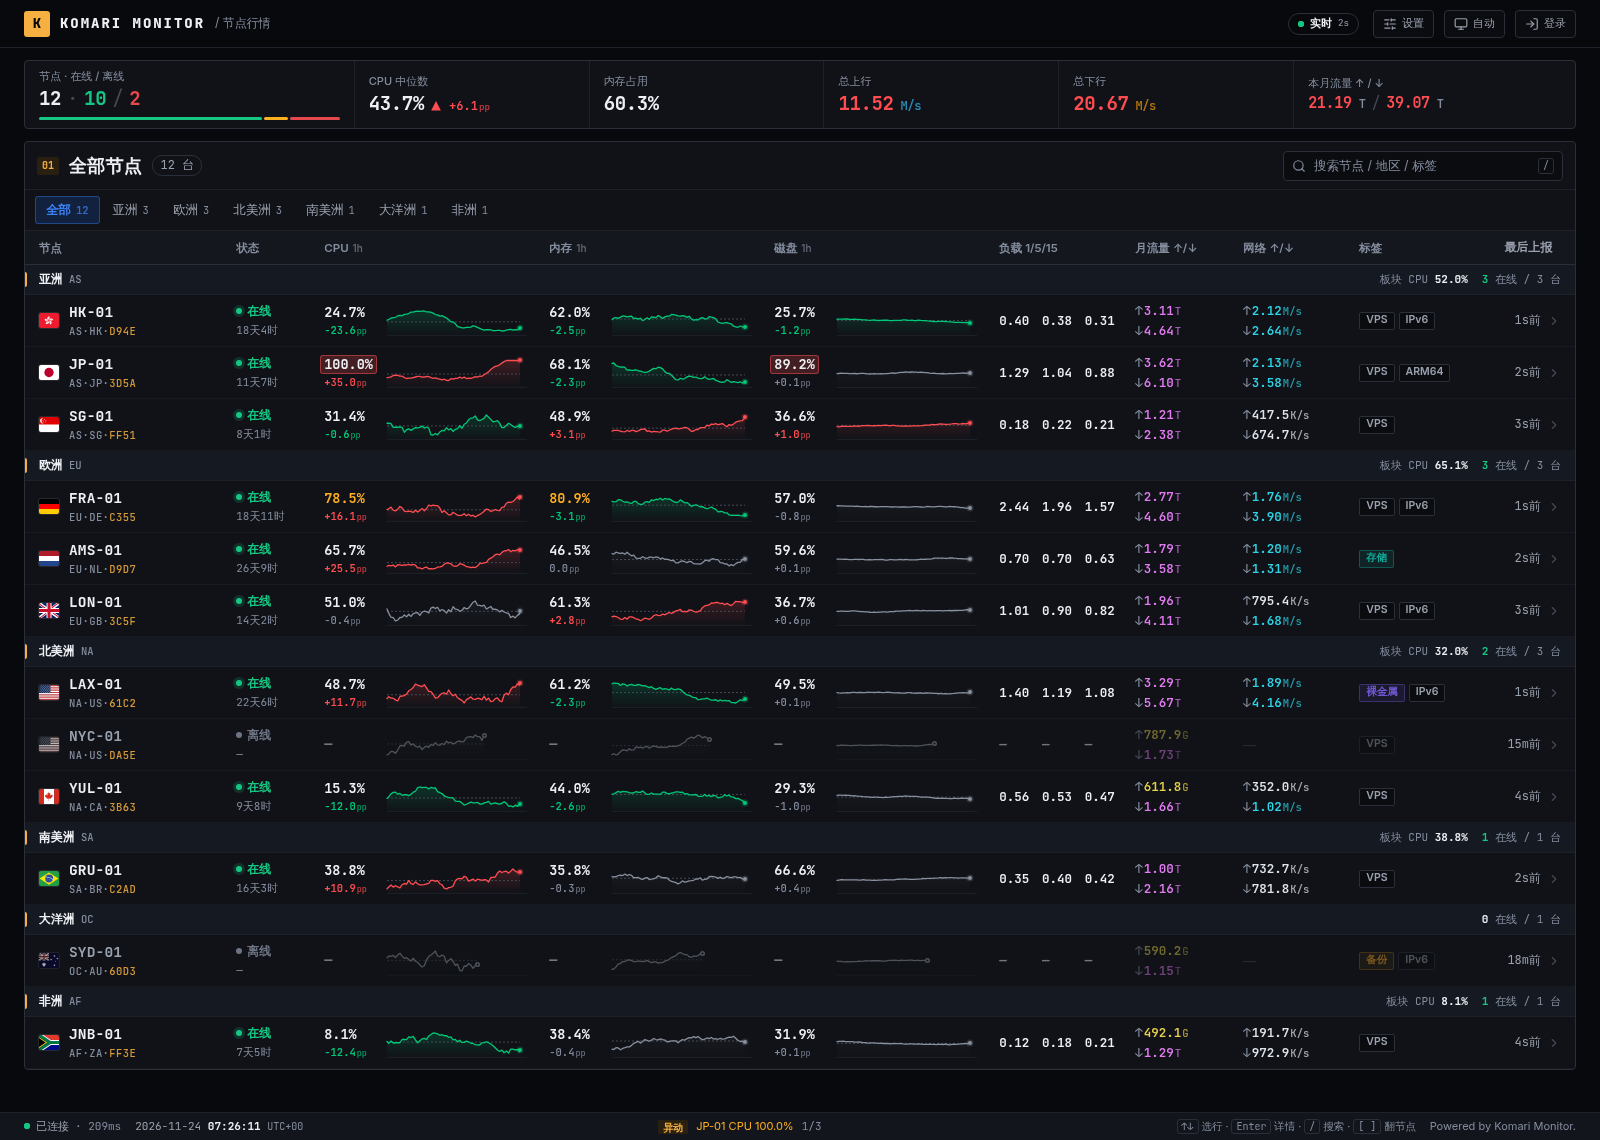 K KOMARI MONITOR / 节点行情 实时 2s 设置 自动 登录
节点 · 在线 / 离线 CPU 中位数 内存占用 总上行 总下行 本月流量 ↑ / ↓
12 · 10 / 2 43.7% ▲ +6.1pp 60.3% 11.52 M/s 20.67 M/s 21.19 T / 39.07 T
01 全部节点 12 台 搜索节点 / 地区 / 标签 /
全部 12 亚洲 3 欧洲 3 北美洲 3 南美洲 1 大洋洲 1 非洲 1
节点 状态 CPU 1h 内存 1h 磁盘 1h 负载 1/5/15 月流量 ↑/↓ 网络 ↑/↓ 标签 最后上报
亚洲 AS 板块 CPU 52.0% 3 在线 / 3 台
HK-01 在线 24.7% 62.0% 25.7% 0.40 0.38 0.31 ↑3.11T ↑2.12M/s VPS IPv6 1s前
AS·HK·D94E 18天4时 -23.6pp -2.5pp -1.2pp ↓4.64T ↓2.64M/s
JP-01 在线 100.0% 68.1% 89.2% 1.29 1.04 0.88 ↑3.62T ↑2.13M/s VPS ARM64 2s前
AS·JP·3D5A 11天7时 +35.0pp -2.3pp +0.1pp ↓6.10T ↓3.58M/s
SG-01 在线 31.4% 48.9% 36.6% 0.18 0.22 0.21 ↑1.21T ↑417.5K/s VPS 3s前
AS·SG·FF51 8天1时 -0.6pp +3.1pp +1.0pp ↓2.38T ↓674.7K/s
欧洲 EU 板块 CPU 65.1% 3 在线 / 3 台
FRA-01 在线 78.5% 80.9% 57.0% 2.44 1.96 1.57 ↑2.77T ↑1.76M/s VPS IPv6 1s前
EU·DE·C355 18天11时 +16.1pp -3.1pp -0.8pp ↓4.60T ↓3.90M/s
AMS-01 在线 65.7% 46.5% 59.6% 0.70 0.70 0.63 ↑1.79T ↑1.20M/s 存储 2s前
EU·NL·D9D7 26天9时 +25.5pp 0.0pp +0.1pp ↓3.58T ↓1.31M/s
LON-01 在线 51.0% 61.3% 36.7% 1.01 0.90 0.82 ↑1.96T ↑795.4K/s VPS IPv6 3s前
EU·GB·3C5F 14天2时 -0.4pp +2.8pp +0.6pp ↓4.11T ↓1.68M/s
北美洲 NA 板块 CPU 32.0% 2 在线 / 3 台
LAX-01 在线 48.7% 61.2% 49.5% 1.40 1.19 1.08 ↑3.29T ↑1.89M/s 裸金属 IPv6 1s前
NA·US·61C2 22天6时 +11.7pp -2.3pp +0.1pp ↓5.67T ↓4.16M/s
NYC-01 离线 — — — — — — ↑787.9G — VPS 15m前
NA·US·DA5E — ↓1.73T
YUL-01 在线 15.3% 44.0% 29.3% 0.56 0.53 0.47 ↑611.8G ↑352.0K/s VPS 4s前
NA·CA·3B63 9天8时 -12.0pp -2.6pp -1.0pp ↓1.66T ↓1.02M/s
南美洲 SA 板块 CPU 38.8% 1 在线 / 1 台
GRU-01 在线 38.8% 35.8% 66.6% 0.35 0.40 0.42 ↑1.00T ↑732.7K/s VPS 2s前
SA·BR·C2AD 16天3时 +10.9pp -0.3pp +0.4pp ↓2.16T ↓781.8K/s
大洋洲 OC 0 在线 / 1 台
SYD-01 离线 — — — — — — ↑590.2G — 备份 IPv6 18m前
OC·AU·60D3 — ↓1.15T
非洲 AF 板块 CPU 8.1% 1 在线 / 1 台
JNB-01 在线 8.1% 38.4% 31.9% 0.12 0.18 0.21 ↑492.1G ↑191.7K/s VPS 4s前
AF·ZA·FF3E 7天5时 -12.4pp -0.4pp +0.1pp ↓1.29T ↓972.9K/s
已连接 · 209ms 2026-11-24 07:26:11 UTC+00 异动 JP-01 CPU 100.0% 1/3 ↑↓ 选行 · Enter 详情 · / 搜索 · [ ] 翻节点 Powered by Komari Monitor.